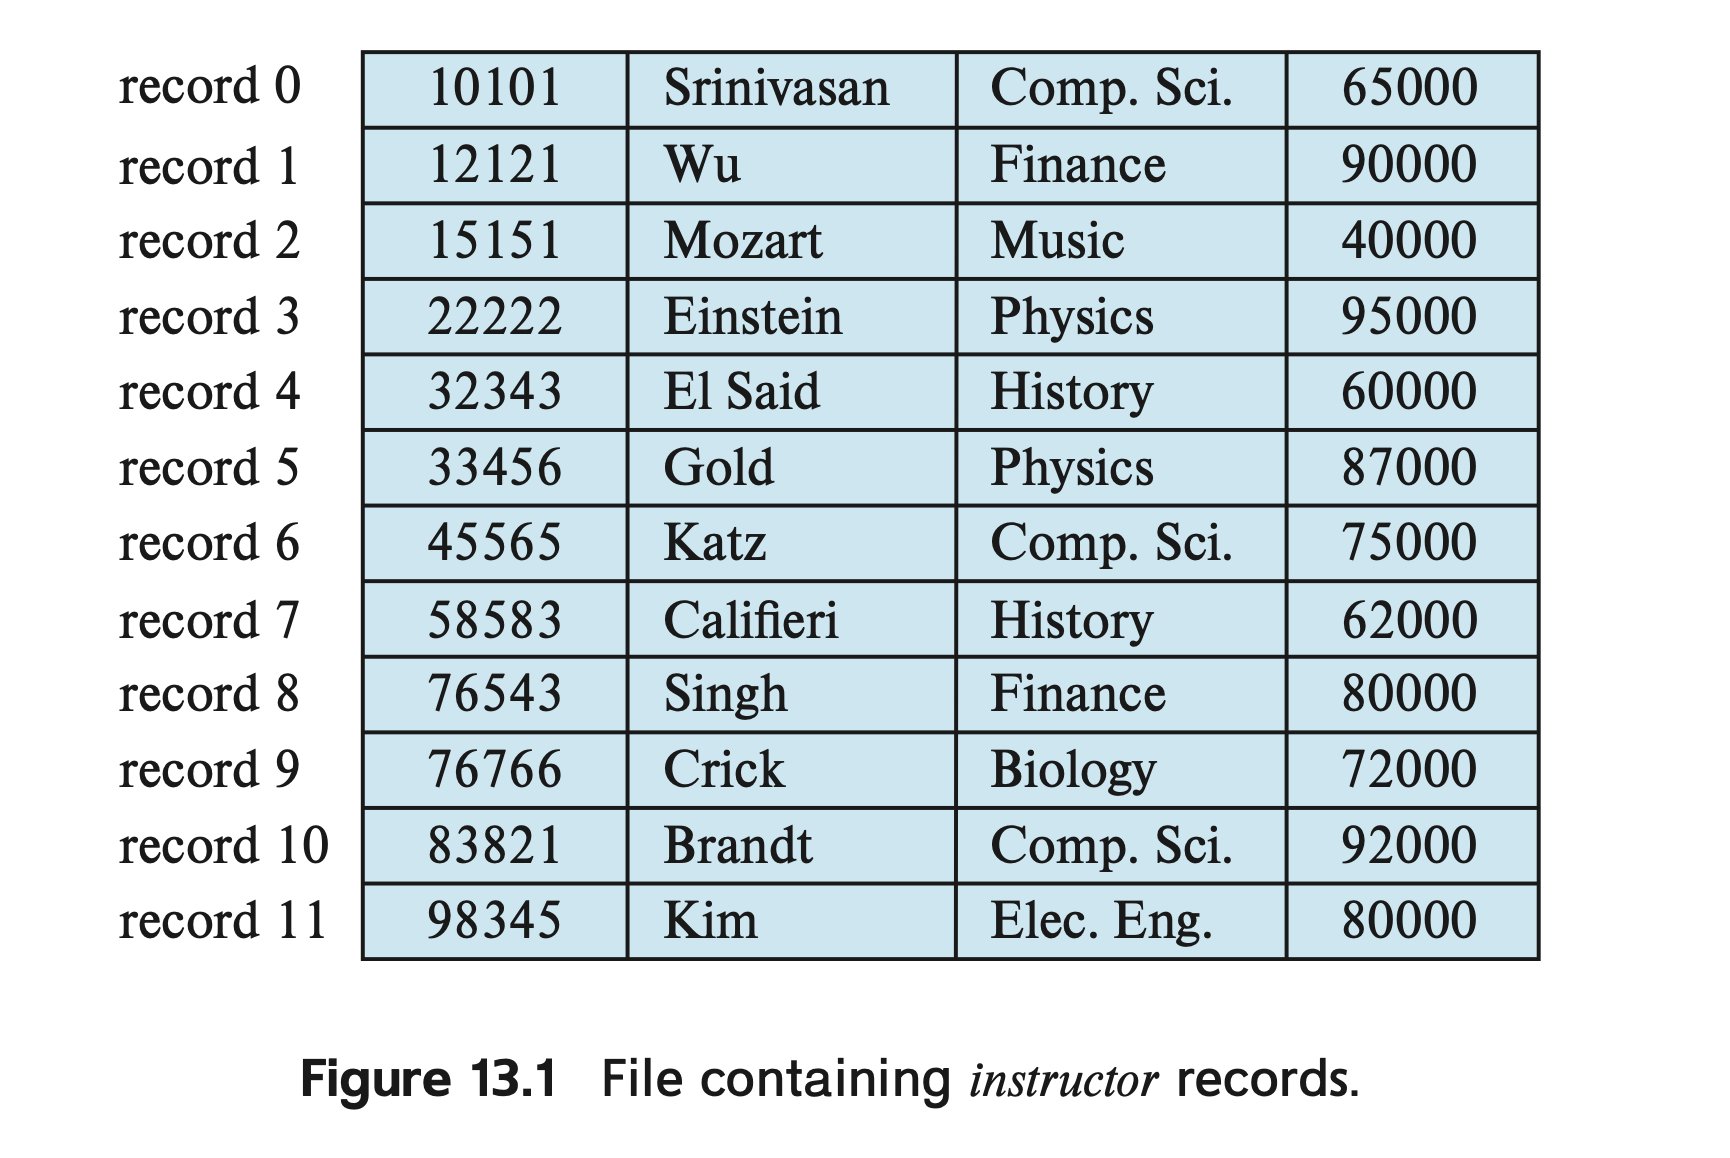 record 0 10101 Srinivasan Comp. Sci. 65000
record 1 12121 Wu Finance 90000
record 2 15151 Mozart Music 40000
record 3 22222 Einstein Physics 95000
record 4 32343 El Said History 60000
record 5 33456 Gold Physics 87000
record 6 45565 Katz Comp. Sci. 75000
record 7 58583 Califieri History 62000
record 8 76543 Singh Finance 80000
record 9 76766 Crick Biology 72000
record 10 83821 Brandt Comp. Sci. 92000
record 11 98345 Kim Elec. Eng. 80000
Figure 13.1 File containing instructor records.